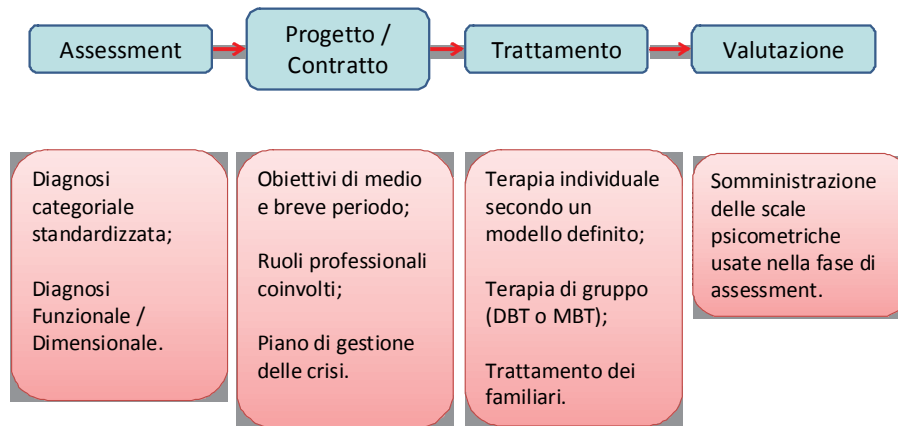 Assessment
Progetto /
Contratto
Trattamento
Valutazione
Diagnosi
categoriale
standardizzata;
Diagnosi
Funzionale /
Dimensionale.
Obiettivi di medio
e breve periodo;
Ruoli professionali
coinvolti;
Piano di gestione
delle crisi.
Terapia individuale
secondo un
modello definito;
Terapia di gruppo
(DBT o MBT);
Trattamento dei
familiari.
Somministrazione
delle scale
psicometriche
usate nella fase di
assessment.